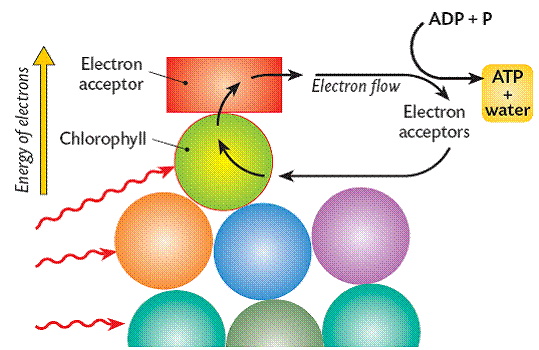 ADP + P
Electron
acceptor
Electron flow
ATP
+
water
Electron
acceptors
Chlorophyll
Energy of electrons